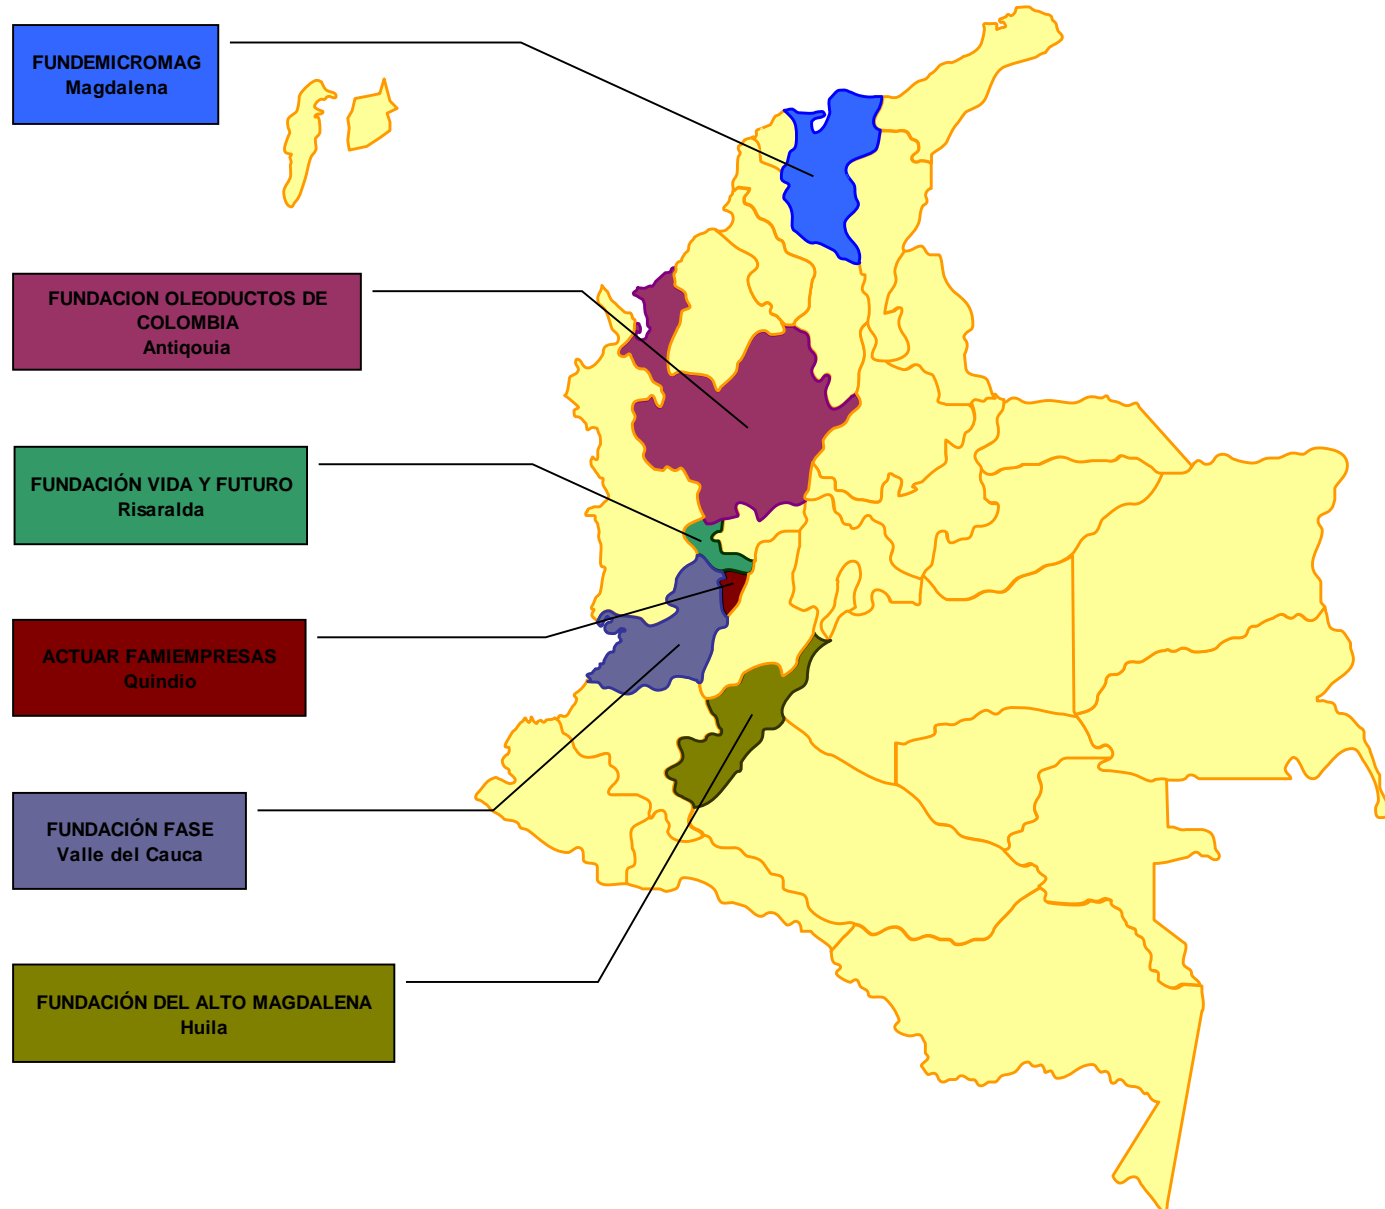 FUNDEMICROMAG
Magdalena
FUNDACION OLEODUCTOS DE
COLOMBIA
Antiqouia
FUNDACIÓN VIDA Y FUTURO
Risaralda
ACTUAR FAMIEMPRESAS
Quindio
FUNDACIÓN FASE
Valle del Cauca
FUNDACIÓN DEL ALTO MAGDALENA
Huila